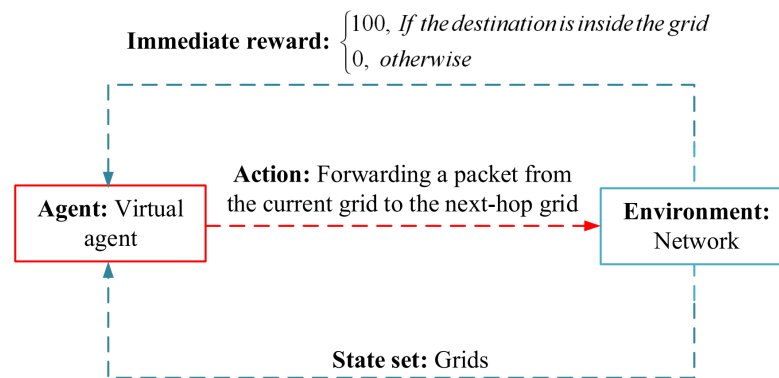 Immediate reward: {100, If the destination is inside the grid
0, otherwise
Action: Forwarding a packet from
the current grid to the next-hop grid
Agent: Virtual
agent
Environment:
Network
State set: Grids